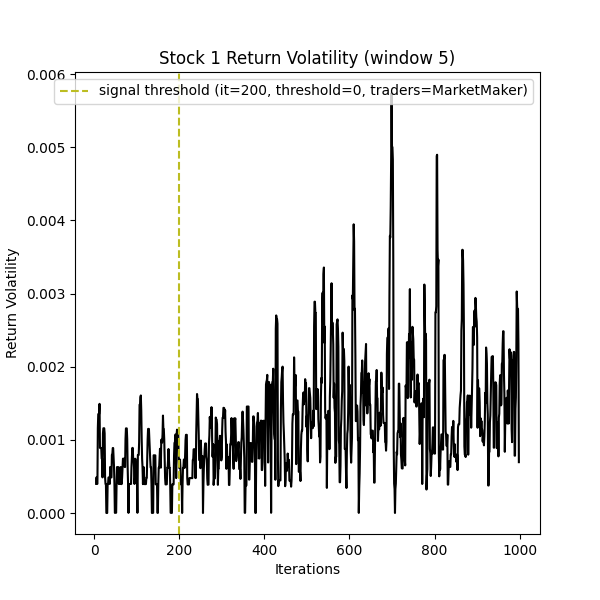 Stock 1 Return Volatility (window 5)
signal threshold (it=200, threshold=0, traders=MarketMaker)
Return Volatility
0.006
0.005
0.004
0.003
0.002
0.001
0.000
0 200 400 600 800 1000
Iterations